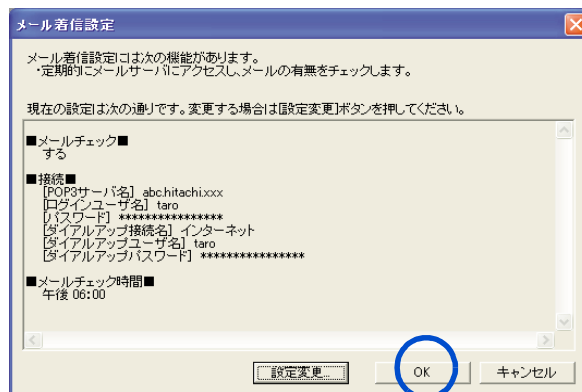 メール着信設定
メール着信設定には次の機能があります。
・定期的にメールサーバにアクセスし、メールの有無をチェックします。
現在の設定は次の通りです。変更する場合は[設定変更]ボタンを押してください。
■メールチェック■
する
■接続■
[POP3サーバ名] abc.hitachi.xxx
[ログインユーザ名] taro
[パスワード] ****************
[ダイアルアップ接続名] インターネット
[ダイアルアップユーザ名] taro
[ダイアルアップパスワード] ****************
■メールチェック時間■
午後 06:00
設定変更...
OK
キャンセル